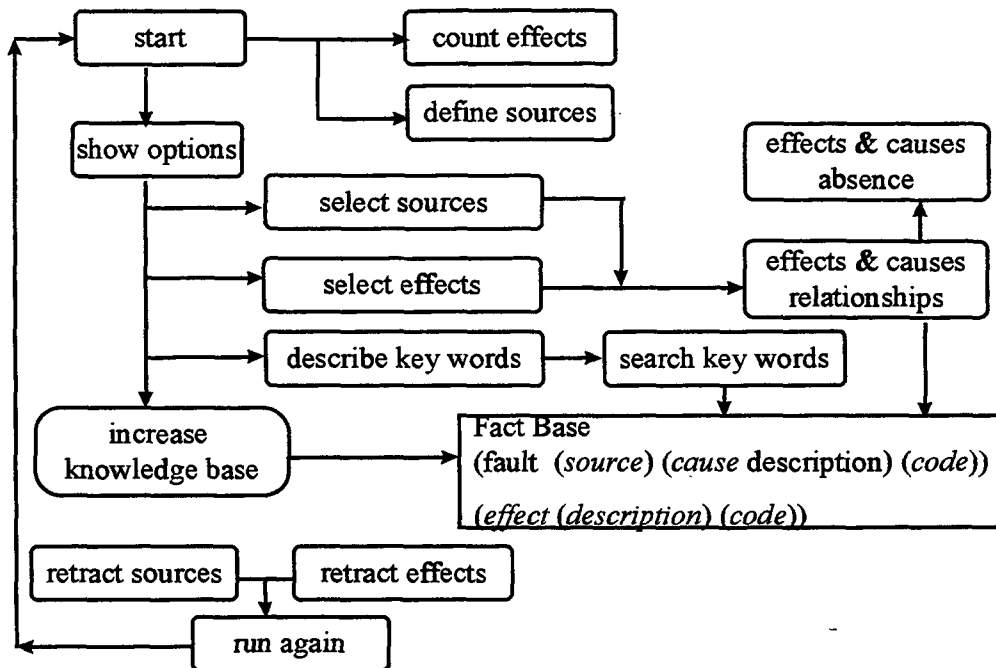 start
count effects
define sources
show options
effects & causes
absence
select sources
effects & causes
relationships
select effects
describe key words
search key words
increase
knowledge base
Fact Base
(fault (source) (cause description) (code))
(effect (description) (code))
retract sources
retract effects
run again